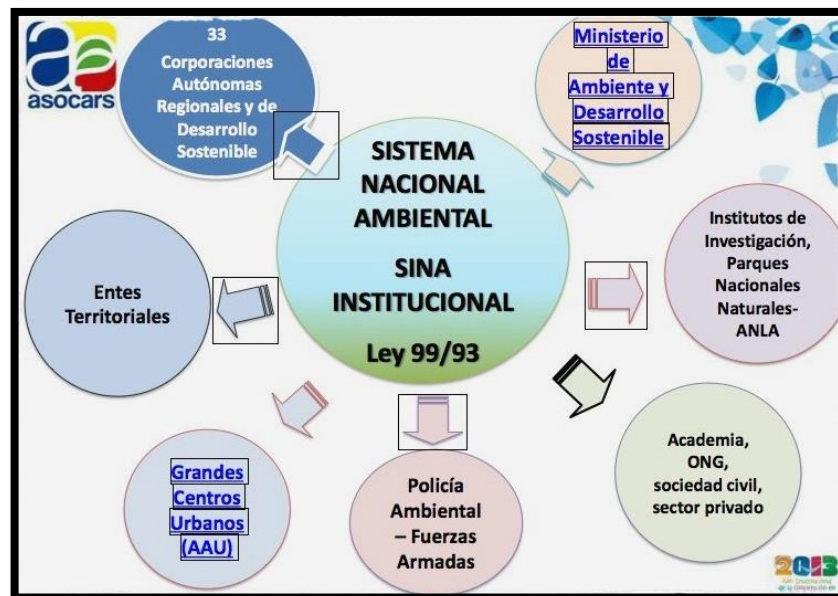 asocars
33
Corporaciones
Autónomas
Regionales y de
Desarrollo
Sostenible
Ministerio
de
Ambiente y
Desarrollo
Sostenible
SISTEMA
NACIONAL
AMBIENTAL
SINA
INSTITUCIONAL
Ley 99/93
Institutos de
Investigación,
Parques
Nacionales
Naturales-
ANLA
Entes
Territoriales
Academia,
ONG,
sociedad civil,
sector privado
Grandes
Centros
Urbanos
(AAU)
Policía
Ambiental
– Fuerzas
Armadas
2013